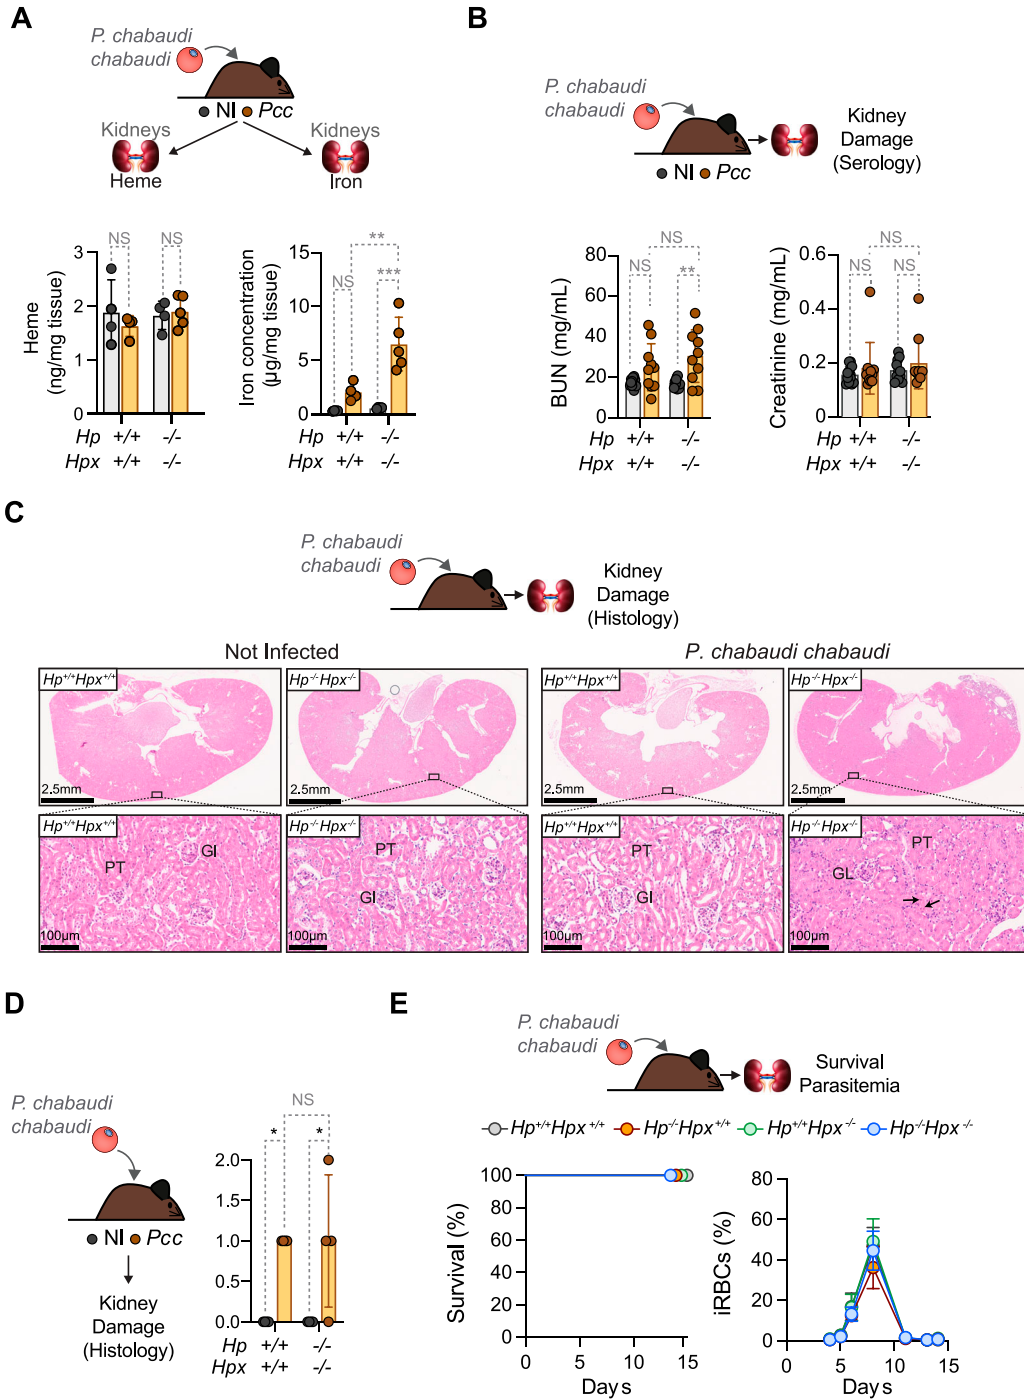 A
P. chabaudi
chabaudi
NI Pcc
Kidneys Kidneys
Heme Iron
NS NS
Heme
(ng/mg tissue)
3
2
1
0
Hp +/+ -/-
Hpx +/+ -/-
**
NS ***
Iron concentration
(µg/mg tissue)
15
10
5
0
Hp +/+ -/-
Hpx +/+ -/-
B
P. chabaudi
chabaudi
NI Pcc
Kidney
Damage
(Serology)
NS
NS **
BUN (mg/mL)
80
60
40
20
0
Hp +/+ -/-
Hpx +/+ -/-
NS
NS NS
Creatinine (mg/mL)
0.6
0.4
0.2
0.0
Hp +/+ -/-
Hpx +/+ -/-
C
P. chabaudi
chabaudi
Kidney
Damage
(Histology)
Not Infected P. chabaudi chabaudi
Hp+/+Hpx+/+ Hp-/-Hpx-/- Hp+/+Hpx+/+ Hp-/-Hpx-/-
2.5mm 2.5mm 2.5mm 2.5mm
Hp+/+Hpx+/+ Hp-/-Hpx-/- Hp+/+Hpx+/+ Hp-/-Hpx-/-
PT Gl PT Gl PT Gl PT GL
100µm 100µm 100µm 100µm
D
P. chabaudi
chabaudi
NI Pcc
Kidney
Damage
(Histology)
NS
* *
2.0
1.5
1.0
0.5
0.0
Hp +/+ -/-
Hpx +/+ -/-
E
P. chabaudi
chabaudi
Survival
Parasitemia
Hp+/+Hpx+/+ Hp-/-Hpx+/+ Hp+/+Hpx-/- Hp-/-Hpx-/-
Survival (%)
100
80
60
40
20
0
0 5 10 15
Days
iRBCs (%)
80
60
40
20
0
0 5 10 15
Days